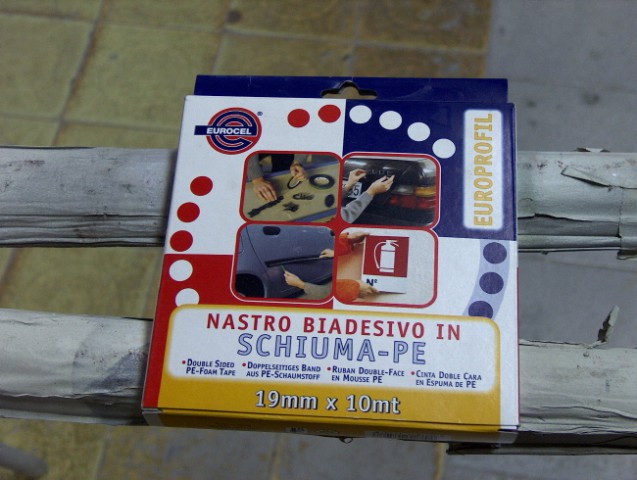 EUROCEL
®
EUROPROFIL
N°
NASTRO BIADESIVO IN
SCHIUMA-PE
•DOUBLE SIDED
PE-FOAM TAPE
•DOPPELSEITIGES BAND
AUS PE-SCHAUMSTOFF
•RUBAN DOUBLE-FACE
EN MOUSSE PE
•CINTA DOBLE CARA
EN ESPUMA DE PE
19mm x 10mt